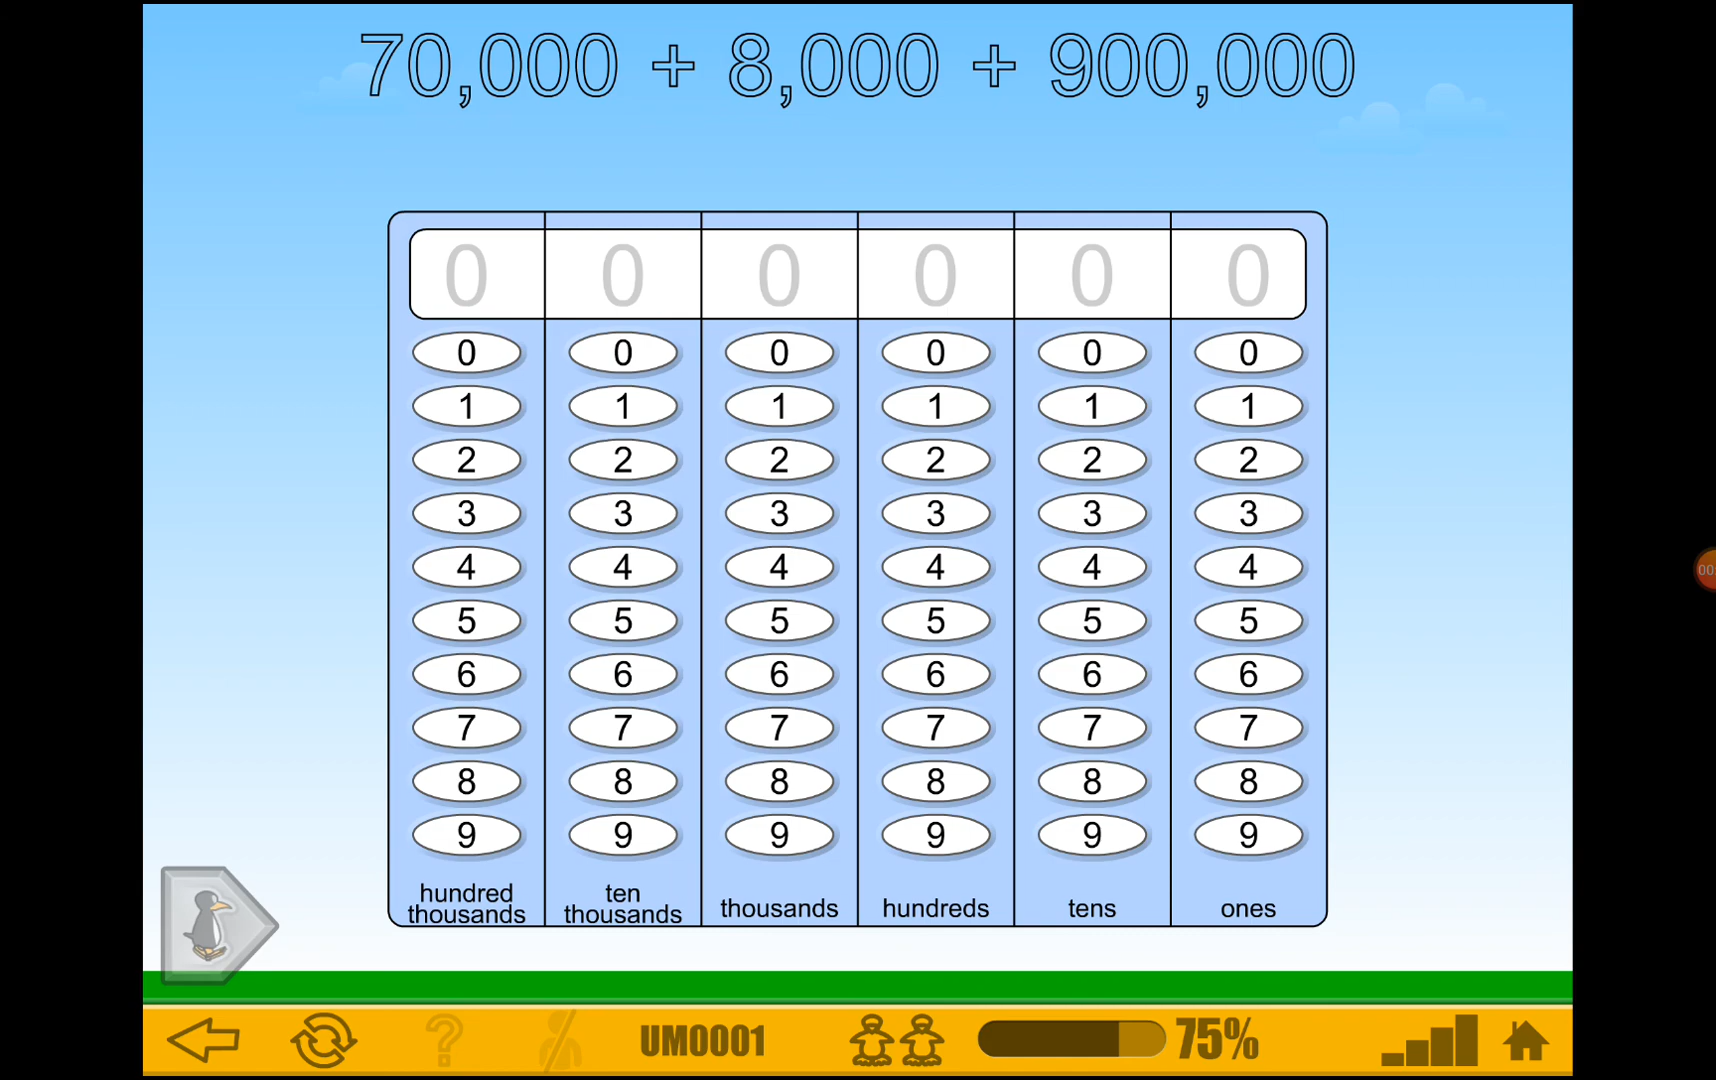 70,000 + 8,000 + 900,000
0 0 0 0 0 0
0 0 0 0 0 0
1 1 1 1 1 1
2 2 2 2 2 2
3 3 3 3 3 3
4 4 4 4 4 4
5 5 5 5 5 5
6 6 6 6 6 6
7 7 7 7 7 7
8 8 8 8 8 8
9 9 9 9 9 9
hundred thousands
ten thousands
thousands
hundreds
tens
ones
?
UM0001
75%